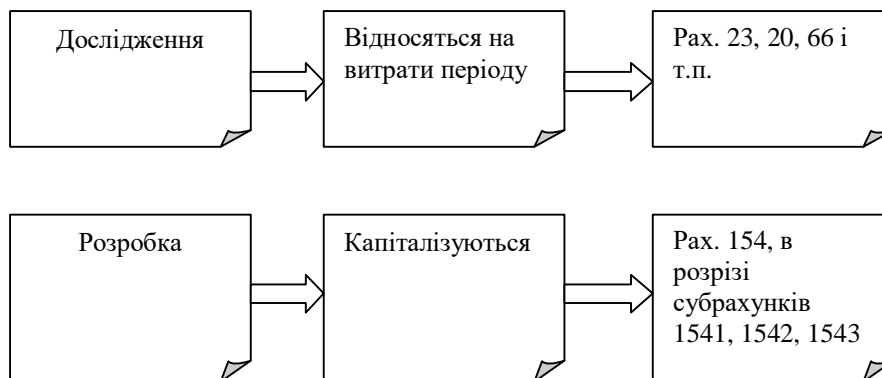 Дослідження
Відносяться на
витрати періоду
Рах. 23, 20, 66 і
т.п.
Розробка
Капіталізуються
Рах. 154, в
розрізі
субрахунків
1541, 1542, 1543